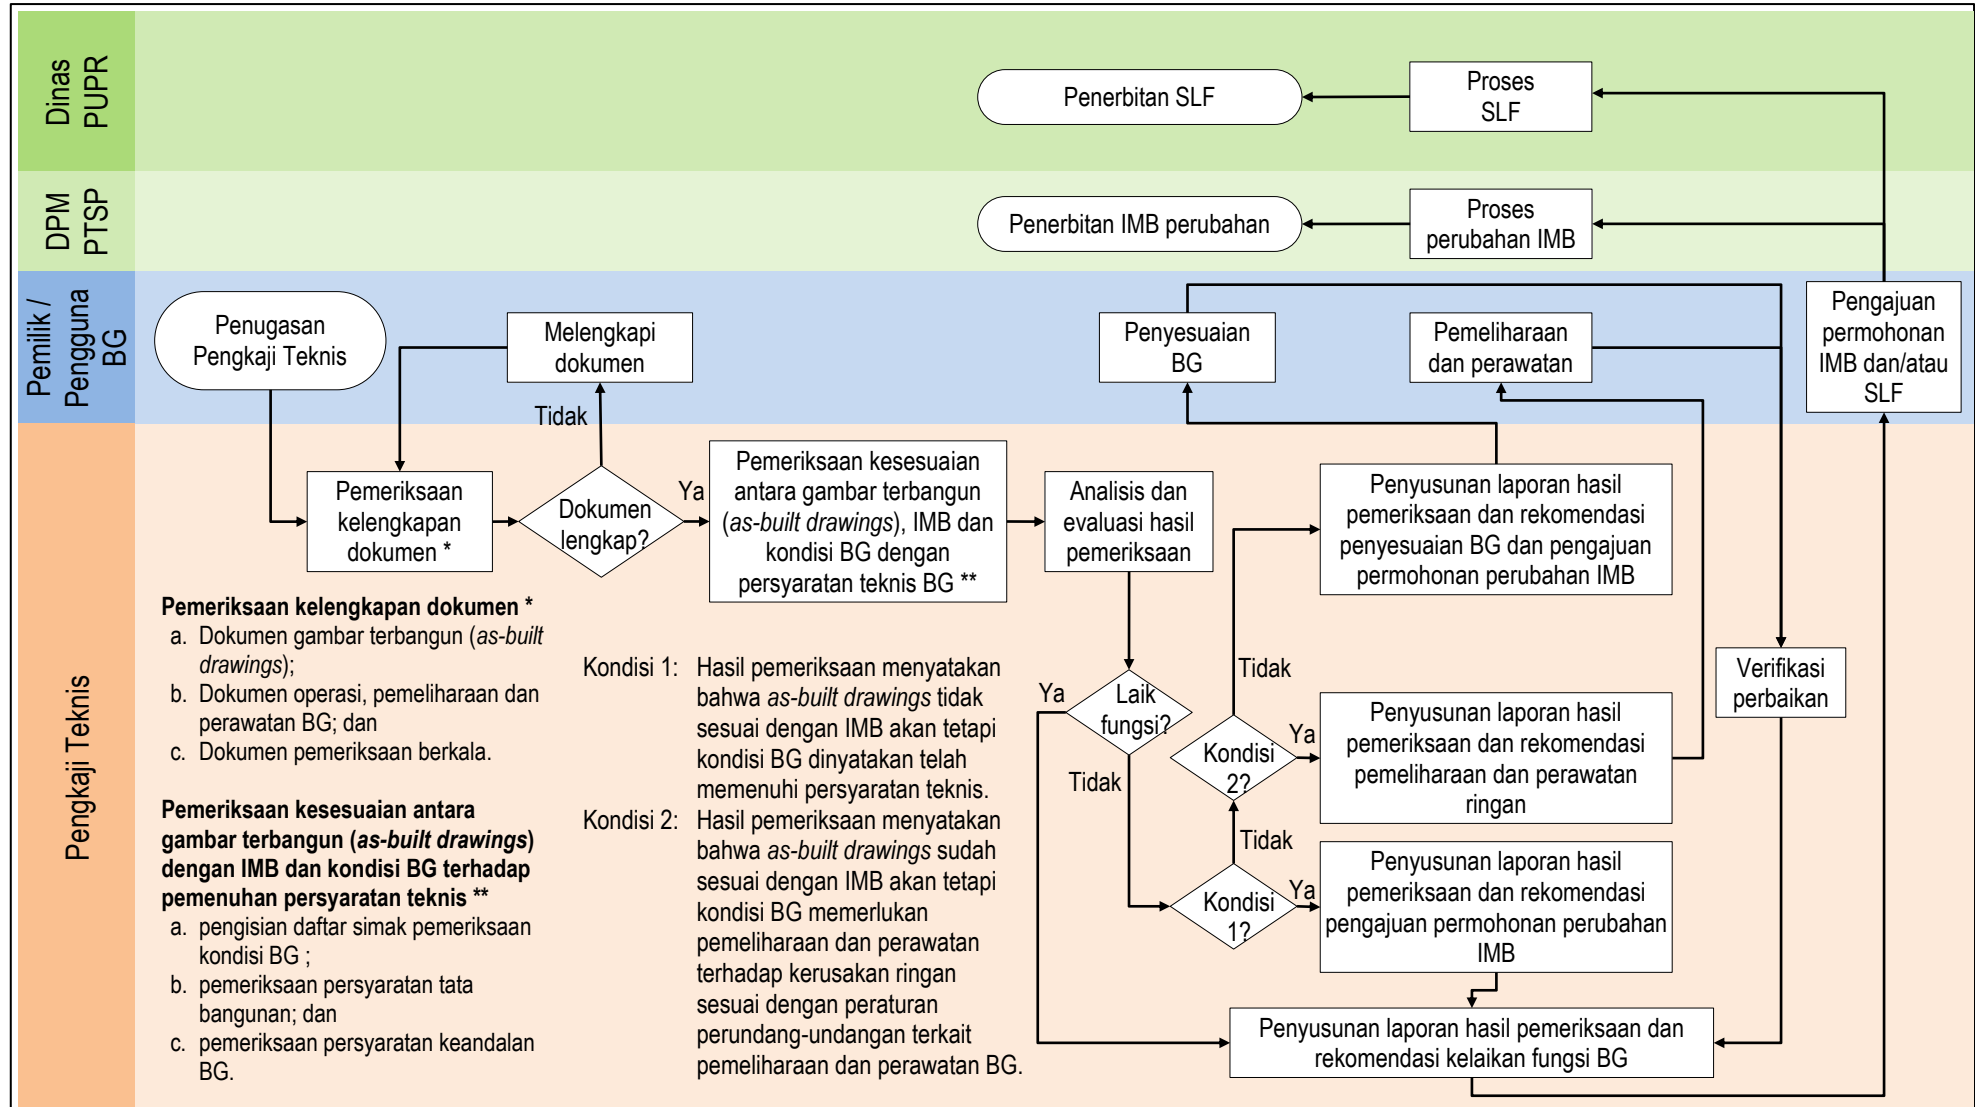 Dinas
PUPR
Penerbitan SLF
Proses
SLF
DPM
PTSP
Penerbitan IMB perubahan
Proses
perubahan IMB
Pemilik /
Pengguna
BG
Penugasan
Pengkaji Teknis
Melengkapi
dokumen
Penyesuaian
BG
Pemeliharaan
dan perawatan
Pengajuan
permohonan
IMB dan/atau
SLF
Pengkaji Teknis
Pemeriksaan
kelengkapan
dokumen *
Tidak
Dokumen
lengkap?
Ya
Pemeriksaan kesesuaian
antara gambar terbangun
(as-built drawings), IMB dan
kondisi BG dengan
persyaratan teknis BG **
Analisis dan
evaluasi hasil
pemeriksaan
Penyusunan laporan hasil
pemeriksaan dan rekomendasi
penyesuaian BG dan pengajuan
permohonan perubahan IMB
Pemeriksaan kelengkapan dokumen *
a. Dokumen gambar terbangun (as-built
drawings);
b. Dokumen operasi, pemeliharaan dan
perawatan BG; dan
c. Dokumen pemeriksaan berkala.
Pemeriksaan kesesuaian antara
gambar terbangun (as-built drawings)
dengan IMB dan kondisi BG terhadap
pemenuhan persyaratan teknis **
a. pengisian daftar simak pemeriksaan
kondisi BG ;
b. pemeriksaan persyaratan tata
bangunan; dan
c. pemeriksaan persyaratan keandalan
BG.
Kondisi 1: Hasil pemeriksaan menyatakan
bahwa as-built drawings tidak
sesuai dengan IMB akan tetapi
kondisi BG dinyatakan telah
memenuhi persyaratan teknis.
Kondisi 2: Hasil pemeriksaan menyatakan
bahwa as-built drawings sudah
sesuai dengan IMB akan tetapi
kondisi BG memerlukan
pemeliharaan dan perawatan
terhadap kerusakan ringan
sesuai dengan peraturan
perundang-undangan terkait
pemeliharaan dan perawatan BG.
Ya
Laik
fungsi?
Tidak
Tidak
Kondisi
2?
Ya
Penyusunan laporan hasil
pemeriksaan dan rekomendasi
pemeliharaan dan perawatan
ringan
Verifikasi
perbaikan
Tidak
Kondisi
1?
Ya
Penyusunan laporan hasil
pemeriksaan dan rekomendasi
pengajuan permohonan perubahan
IMB
Penyusunan laporan hasil pemeriksaan dan
rekomendasi kelaikan fungsi BG